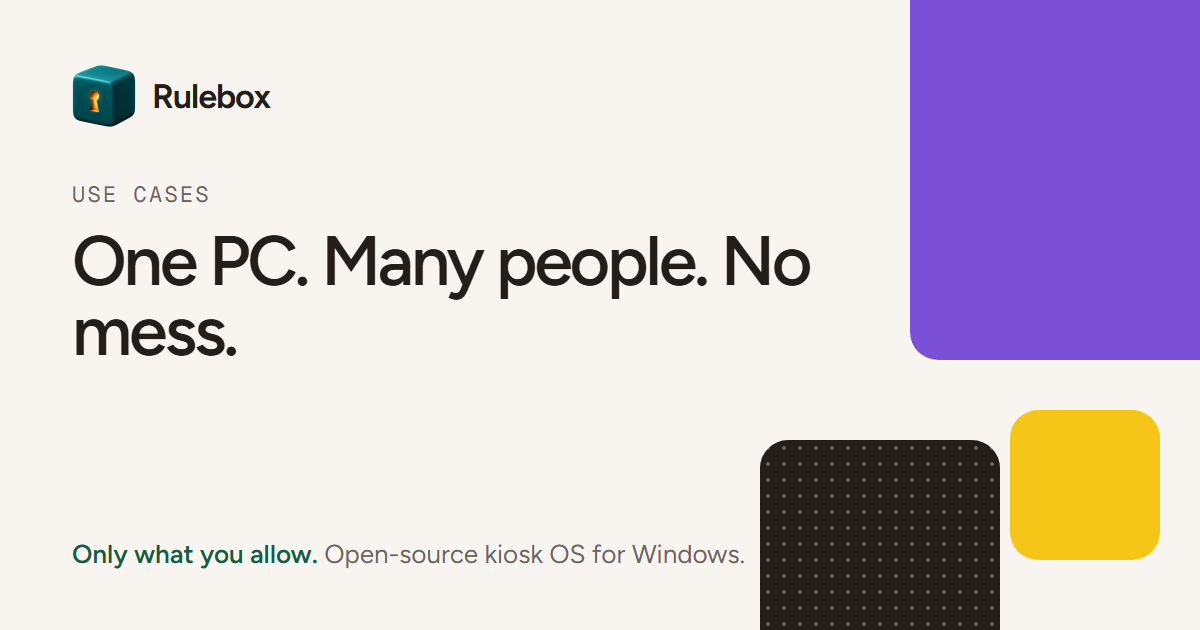 Rulebox
USE CASES
One PC. Many people. No
mess.
Only what you allow. Open-source kiosk OS for Windows.